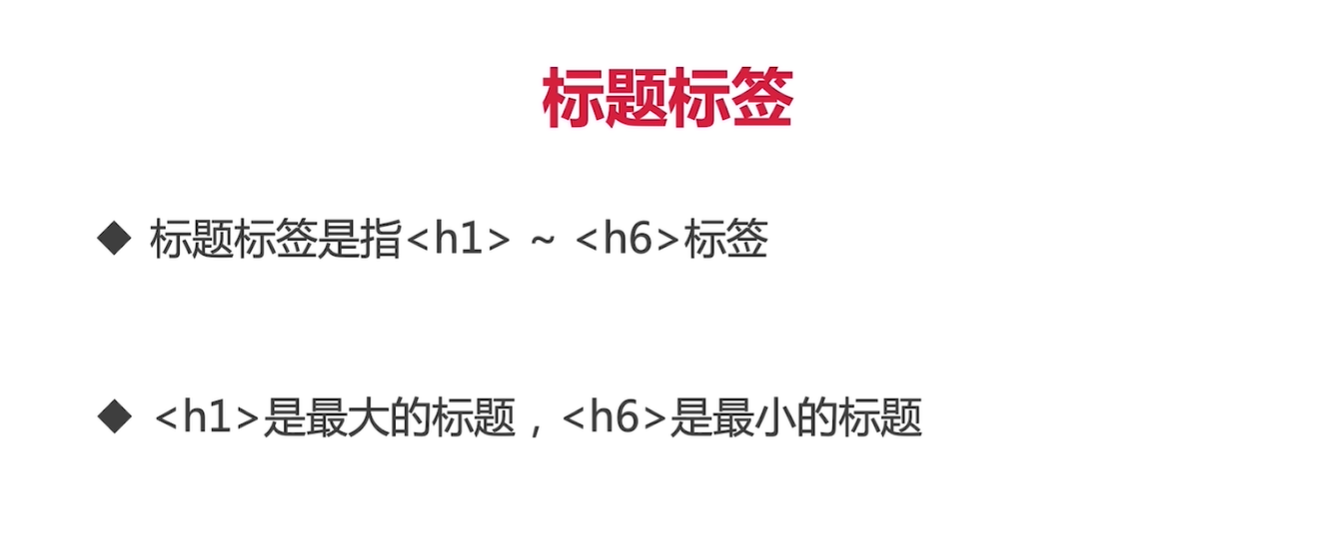 标题标签
◆ 标题标签是指<h1> ~ <h6>标签
◆ <h1>是最大的标题，<h6>是最小的标题